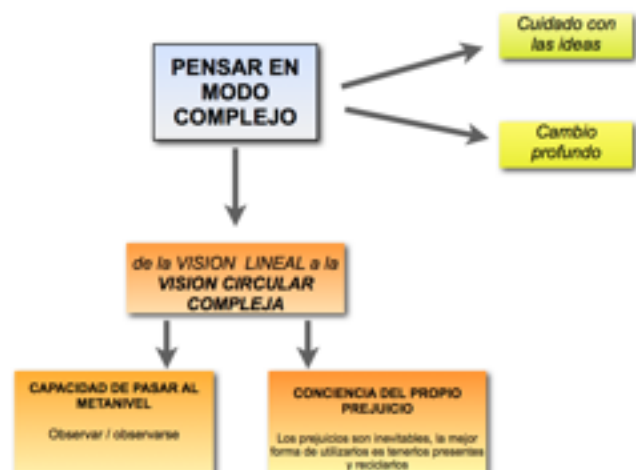 Cuidado con
las ideas
PENSAR EN
MODO
COMPLEJO
Cambio
profundo
de la VISION LINEAL a la
VISION CIRCULAR
COMPLEJA
CAPACIDAD DE PASAR AL
METANIVEL
Observar / observarse
CONCIENCIA DEL PROPIO
PREJUICIO
Los prejuicios son inevitables, la mejor
forma de utilizarlos es tenerlos presentes
y reciclarlos